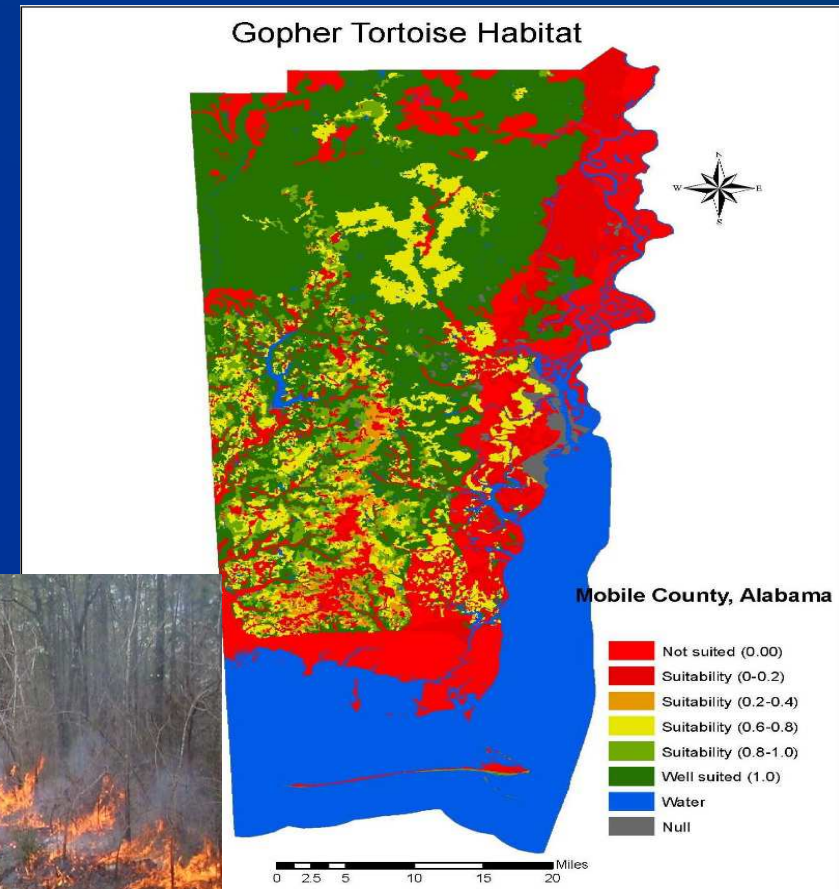 Gopher Tortoise Habitat
N
W E
S
Mobile County, Alabama
Not suited (0.00)
Suitability (0-0.2)
Suitability (0.2-0.4)
Suitability (0.6-0.8)
Suitability (0.8-1.0)
Well suited (1.0)
Water
Null
Miles
0 2.5 5 10 15 20